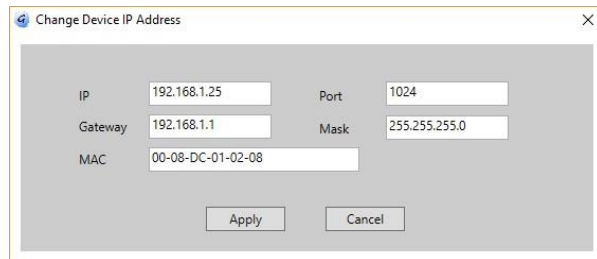 Change Device IP Address
IP 192.168.1.25 Port 1024
Gateway 192.168.1.1 Mask 255.255.255.0
MAC 00-08-DC-01-02-08
Apply Cancel